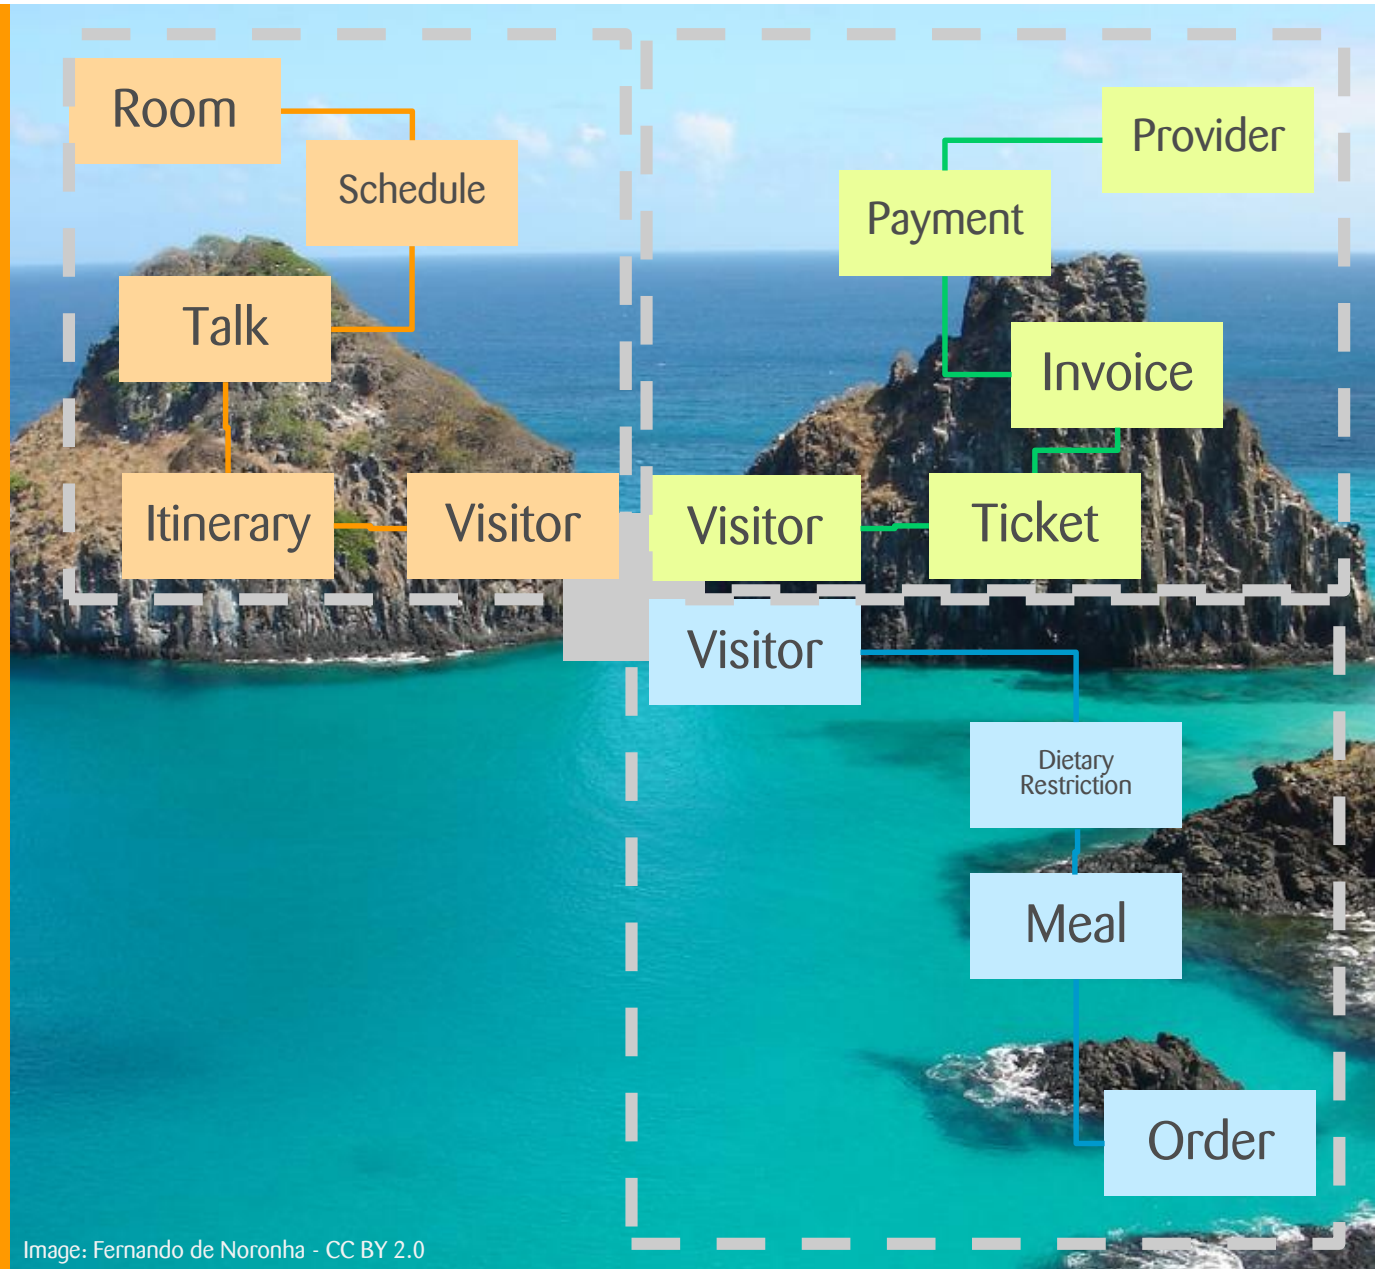 Room
Schedule
Talk
Itinerary
Visitor
Provider
Payment
Invoice
Visitor
Ticket
Visitor
Dietary
Restriction
Meal
Order
Image: Fernando de Noronha - CC BY 2.0